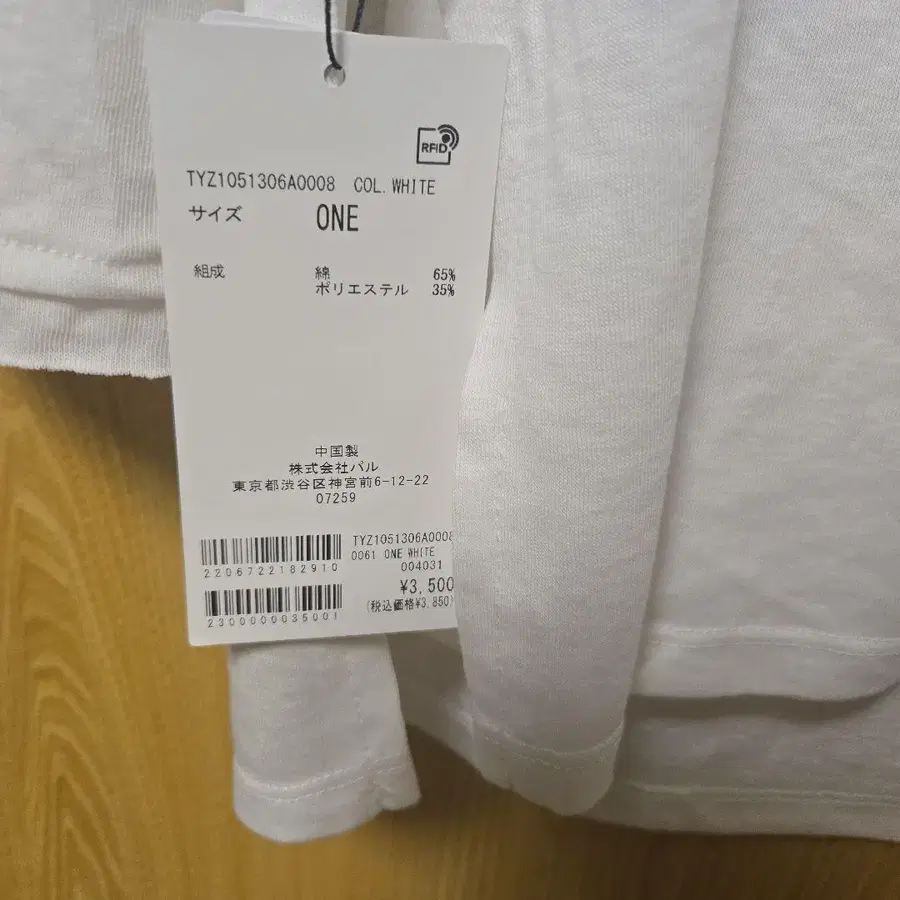 RFID
TYZ1051306A0008 COL. WHITE
サイズ ONE
組成 綿 65%
ポリエステル 35%
中国製
株式会社パル
東京都渋谷区神宮前6-12-22
07259
TYZ1051306A0008
0061 ONE WHITE
2206722182910
004031
¥3,500
(税込価格¥3,850)
2300000035001